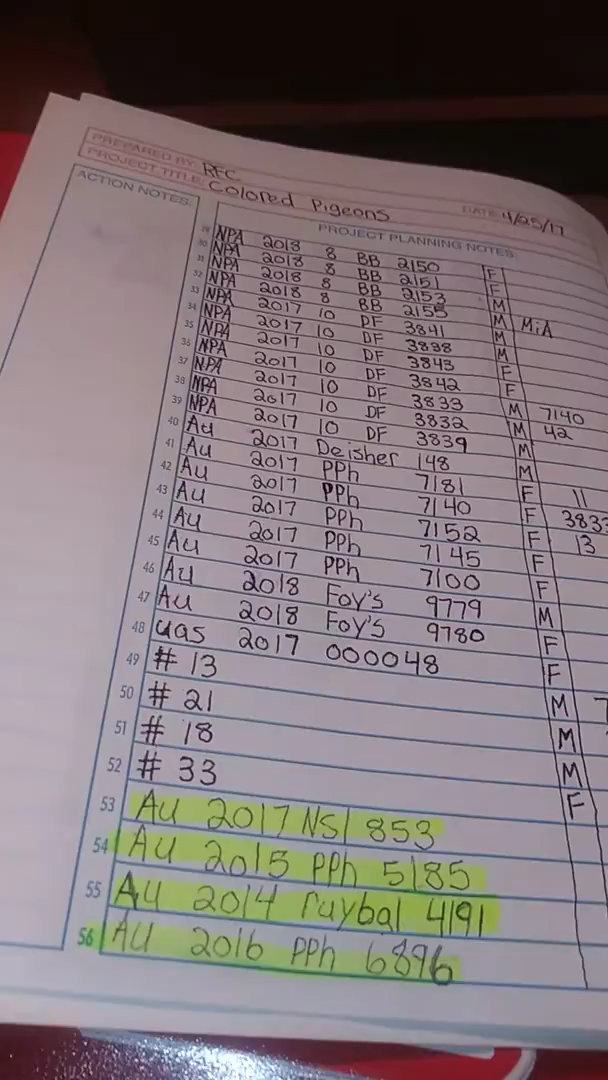 PREPARED BY: RFC
PROJECT TITLE: Colored Pigeons DATE 4/25/17
ACTION NOTES: PROJECT PLANNING NOTES:
29 NPA 2018 8 BB 2150 F
30 NPA 2018 8 BB 2151 F
31 NPA 2018 8 BB 2153 M
32 NPA 2018 8 BB 2155 M MiA
33 NPA 2017 10 DF 3841 M
34 NPA 2017 10 DF 3838 M
35 NPA 2017 10 DF 3843 F
36 NPA 2017 10 DF 3842 F
37 NPA 2017 10 DF 3833 M 7140
38 NPA 2017 10 DF 3832 M 42
39 NPA 2017 10 DF 3839 M
40 Au 2017 Deisher 148 M
41 Au 2017 PPh 7181 F 11
42 Au 2017 PPh 7140 F 3833
43 Au 2017 PPh 7152 F 13
44 Au 2017 PPh 7145 F
45 Au 2017 PPh 7100 F
46 Au 2018 Foy's 9779 M
47 Au 2018 Foy's 9780 F
48 uas 2017 000048 F
49 # 13 M
50 # 21 M
51 # 18 M
52 # 33 F
53 Au 2017 NSI 853
54 Au 2015 PPh 5185
55 Au 2014 ruybal 4191
56 Au 2016 PPh 6896